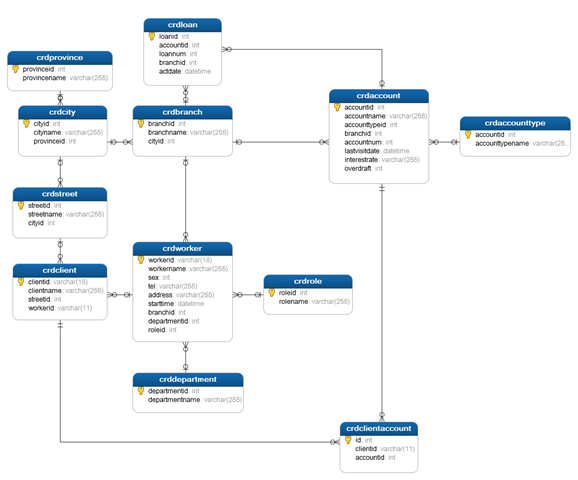 crdloan
loanid: int
accountid: int
loannum: int
branchid: int
actdate: datetime
crdprovince
provinceid: int
provincename: varchar(255)
crdcity
cityid: int
cityname: varchar(255)
provinceid: int
crdbranch
branchid: int
branchname: varchar(255)
cityid: int
crdaccount
accountid: int
accountname: varchar(255)
accounttypeid: int
branchid: int
accountnum: int
lastvisitdate: datetime
interestrate: varchar(255)
overdraft: int
crdaccounttype
accountid: int
accounttypename: varchar(25...
crdstreet
streetid: int
streetname: varchar(255)
cityid: int
crdclient
clientid: varchar(18)
clientname: varchar(255)
streetid: int
workerid: varchar(11)
crdworker
workerid: varchar(18)
workername: varchar(255)
sex: int
tel: varchar(255)
address: varchar(255)
starttime: datetime
branchid: int
departmentid: int
roleid: int
crdrole
roleid: int
rolename: varchar(255)
crddepartment
departmentid: int
departmentname: varchar(255)
crdclientaccount
id: int
clientid: varchar(11)
accountid: int